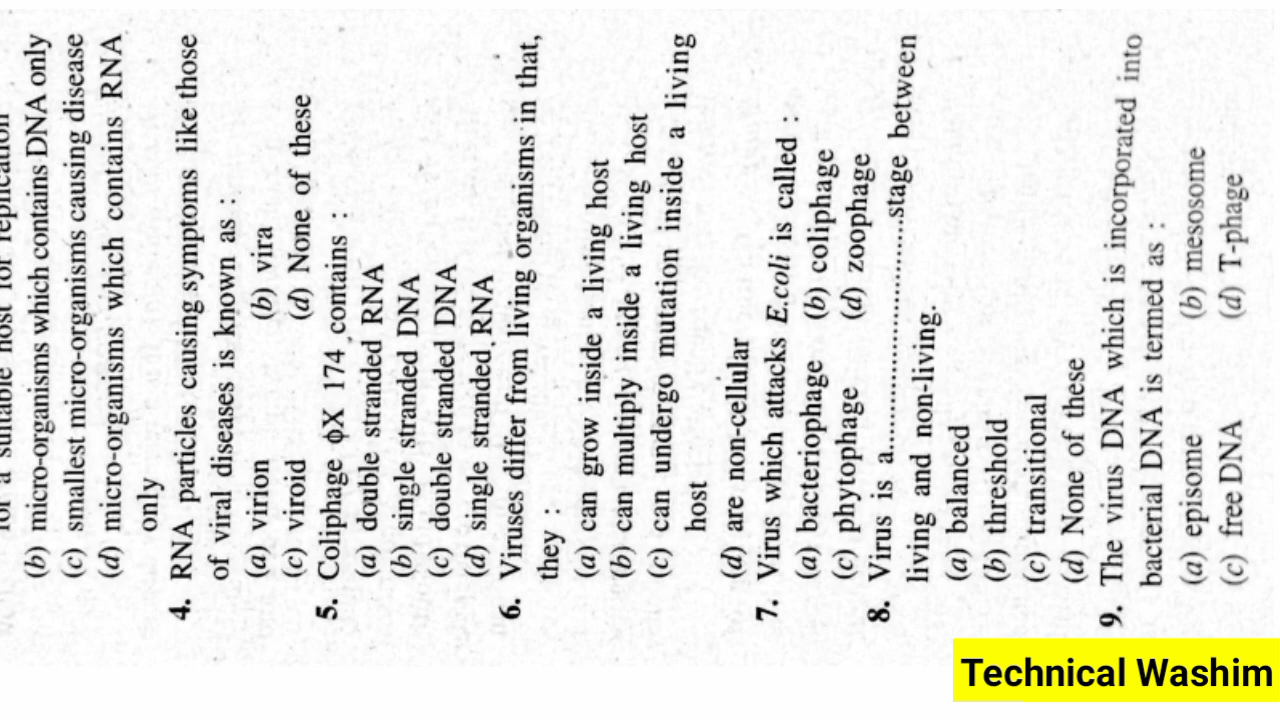 for a suitable host for replication
(b) micro-organisms which contains DNA only
(c) smallest micro-organisms causing disease
(d) micro-organisms which contains RNA
only
4. RNA particles causing symptoms like those
of viral diseases is known as :
(a) virion (b) vira
(c) viroid (d) None of these
5. Coliphage ϕX 174 contains :
(a) double stranded RNA
(b) single stranded DNA
(c) double stranded DNA
(d) single stranded RNA
6. Viruses differ from living organisms in that,
they :
(a) can grow inside a living host
(b) can multiply inside a living host
(c) can undergo mutation inside a living
host
(d) are non-cellular
7. Virus which attacks E.coli is called :
(a) bacteriophage (b) coliphage
(c) phytophage (d) zoophage
8. Virus is a..............................stage between
living and non-living.
(a) balanced
(b) threshold
(c) transitional
(d) None of these
9. The virus DNA which is incorporated into
bacterial DNA is termed as :
(a) episome (b) mesosome
(c) free DNA (d) T-phage
Technical Washim